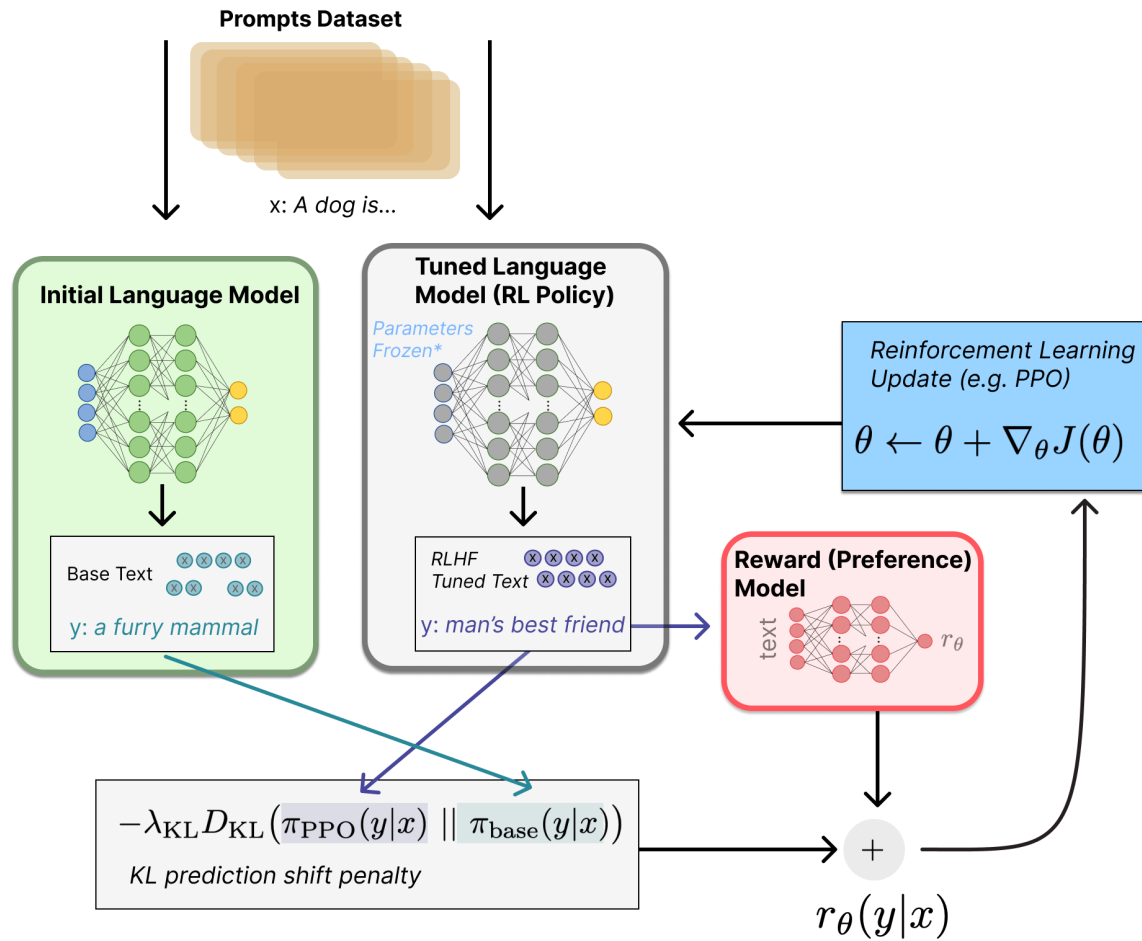 Prompts Dataset
x: A dog is...
Initial Language Model
Tuned Language
Model (RL Policy)
Parameters
Frozen*
Reinforcement Learning
Update (e.g. PPO)
θ ← θ + ∇θJ(θ)
Base Text
x x x x
x x x x
y: a furry mammal
RLHF
Tuned Text
x x x x
x x x x
y: man's best friend
Reward (Preference)
Model
text
rθ
−λKL DKL(πPPO(y|x) || πbase(y|x))
KL prediction shift penalty
+
rθ(y|x)